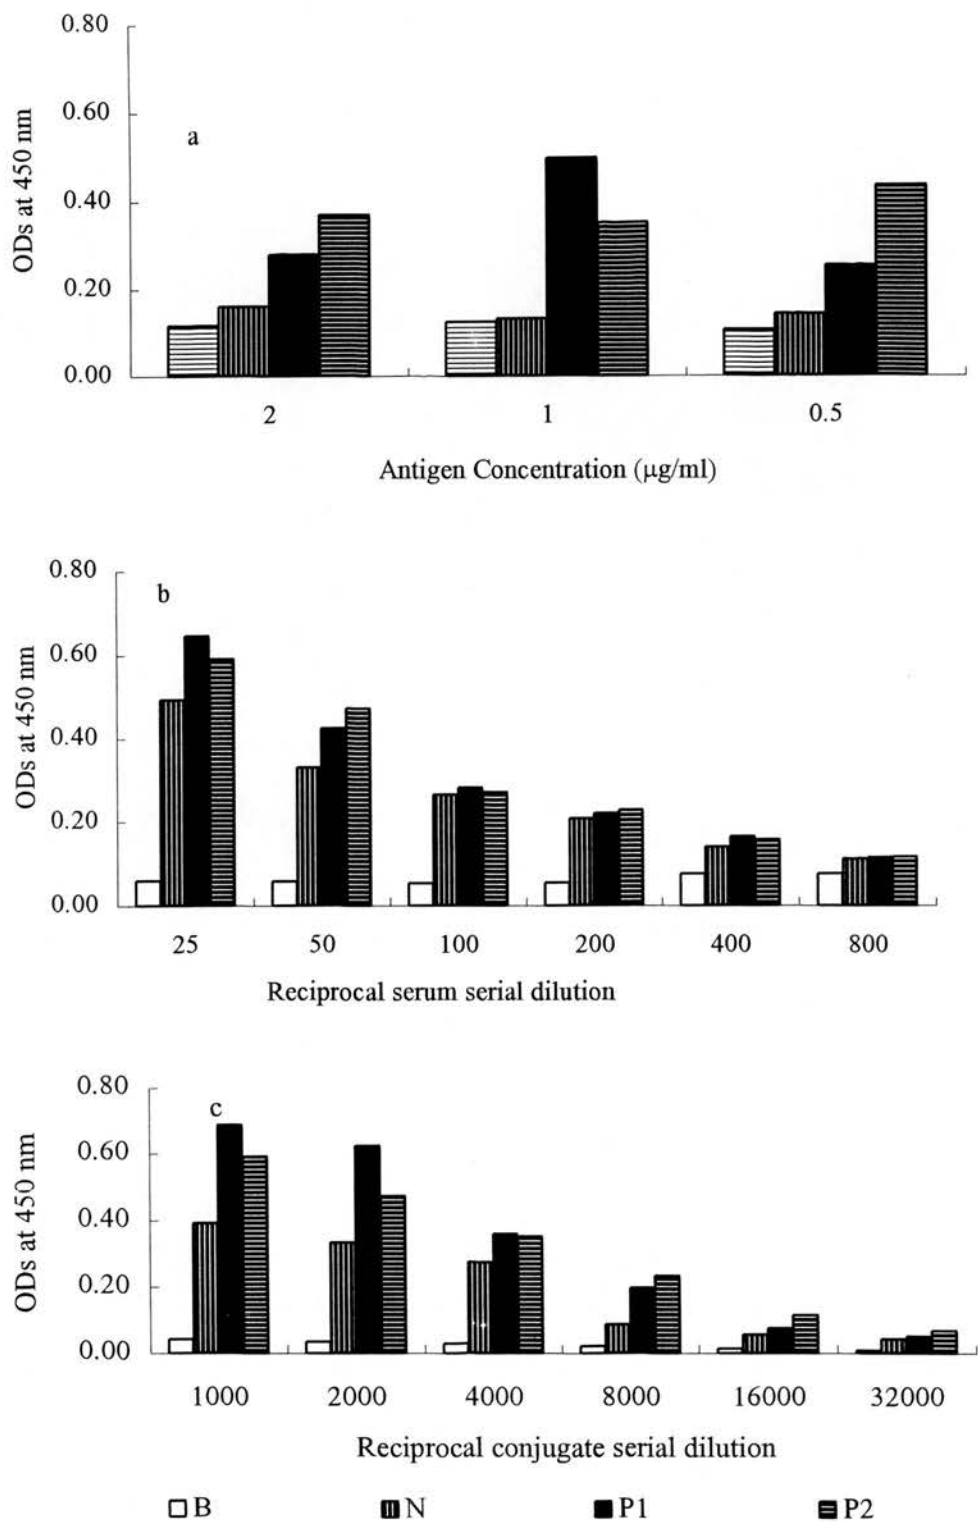 0.80
0.60
a
0.40
0.20
0.00
ODs at 450 nm
2 1 0.5
Antigen Concentration (µg/ml)
0.80
b
0.60
0.40
0.20
0.00
ODs at 450 nm
25 50 100 200 400 800
Reciprocal serum serial dilution
0.80
c
0.60
0.40
0.20
0.00
ODs at 450 nm
1000 2000 4000 8000 16000 32000
Reciprocal conjugate serial dilution
B N P1 P2